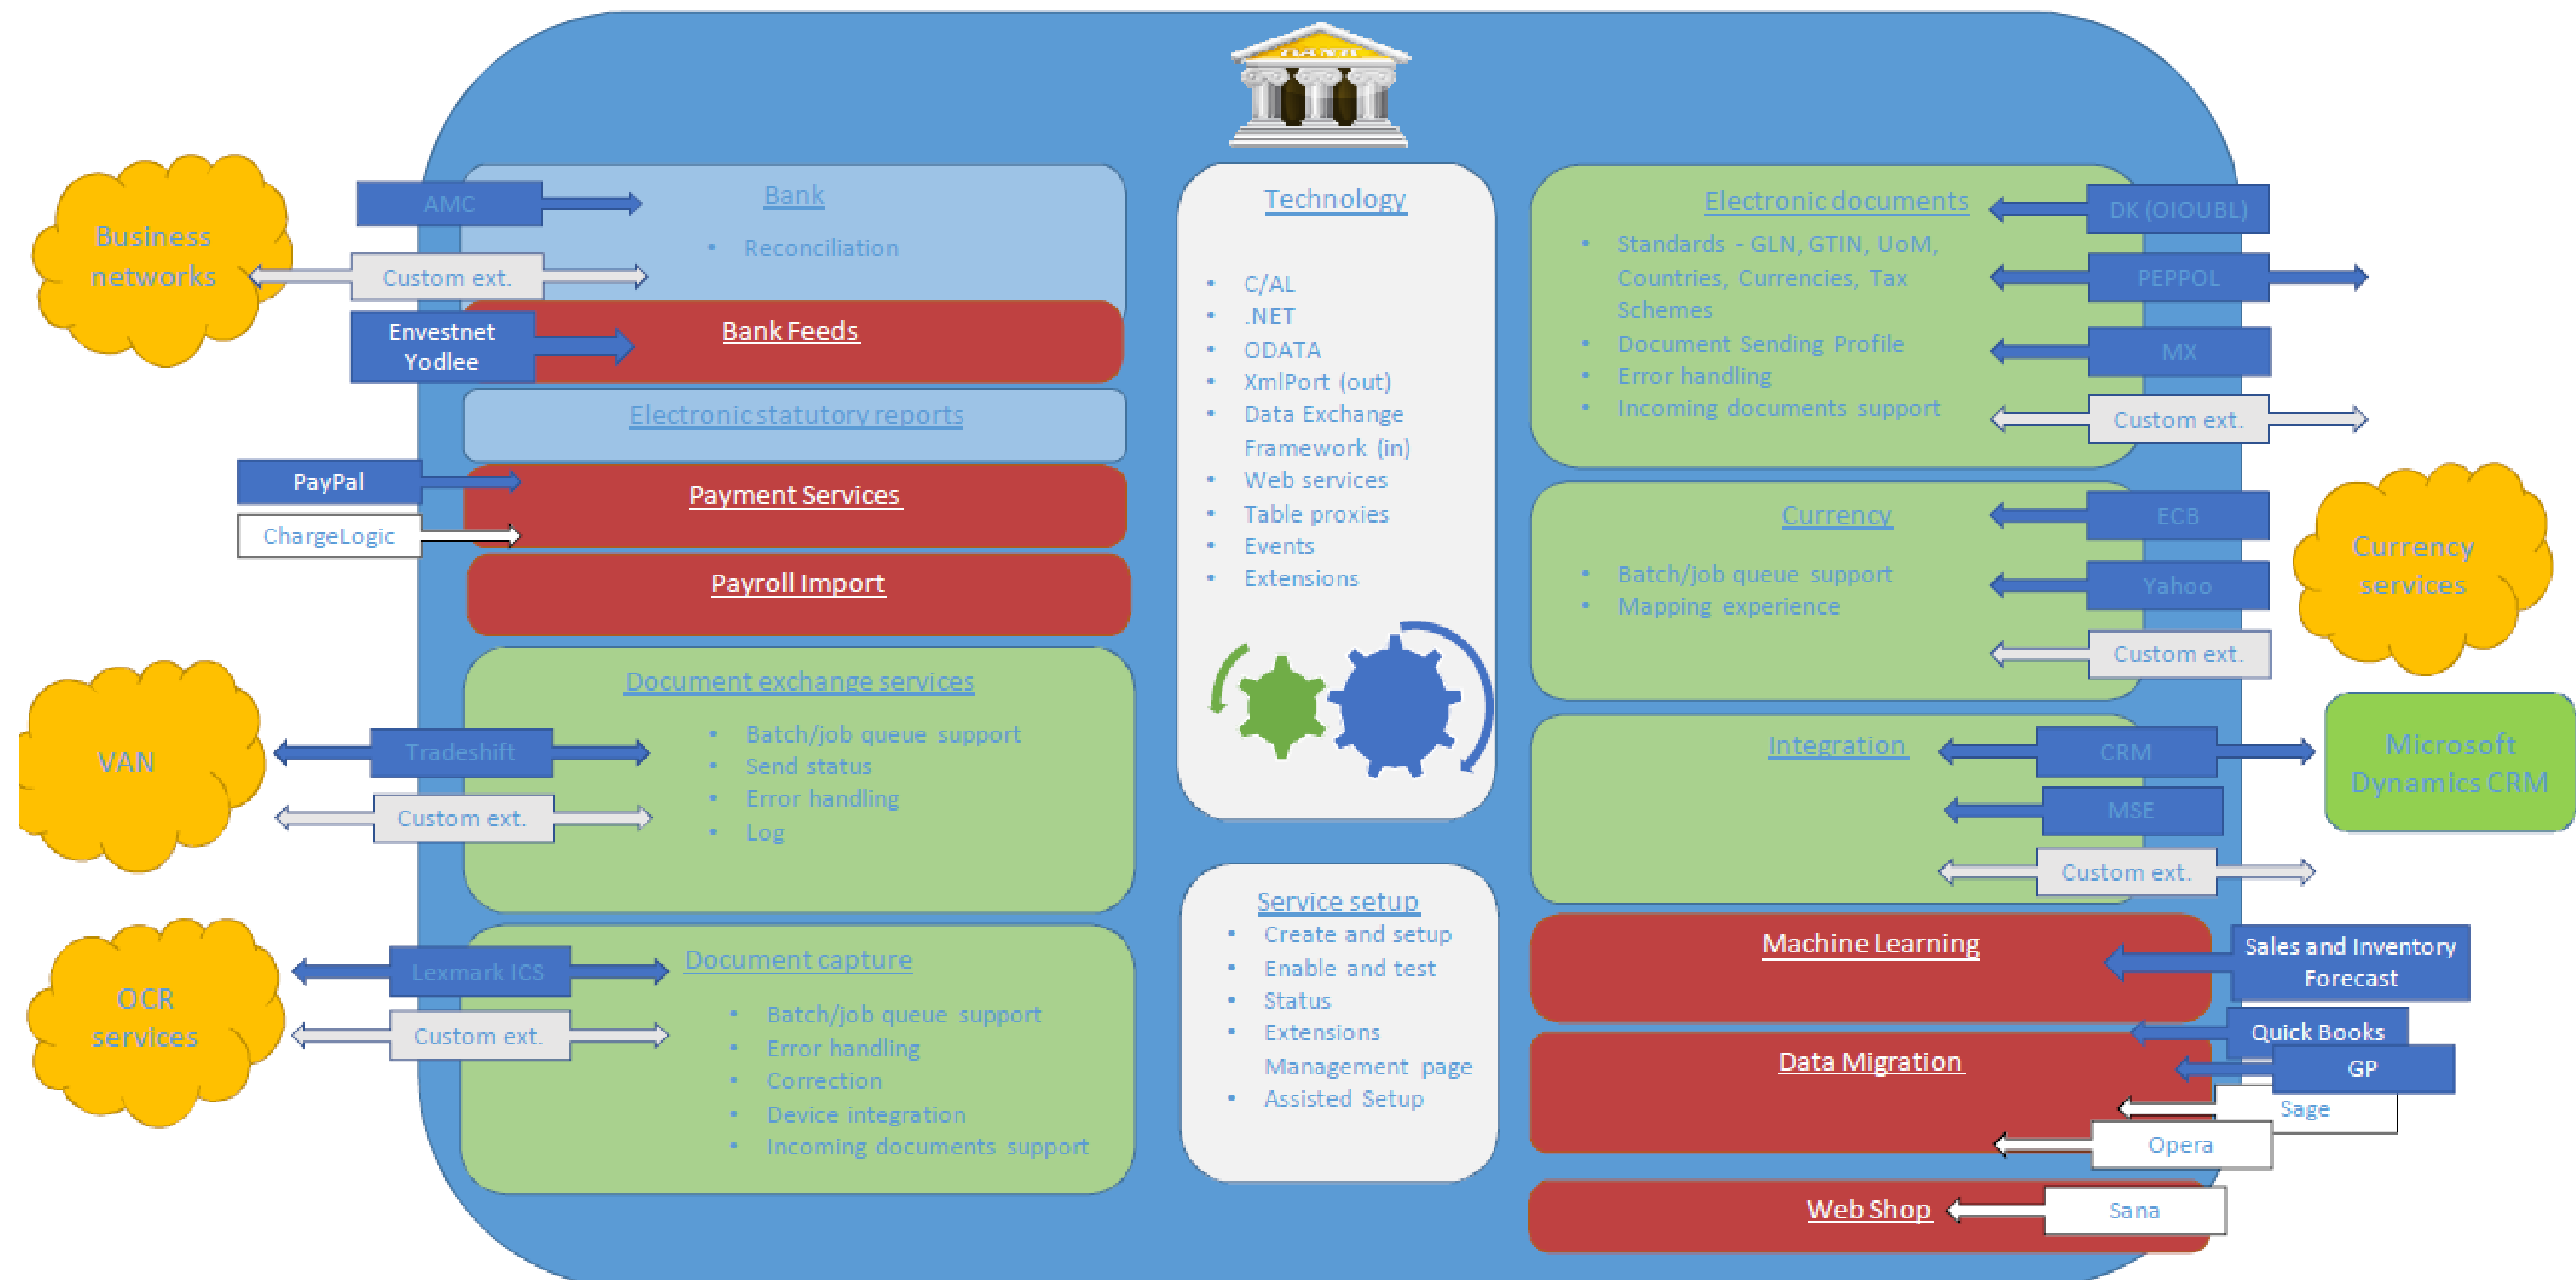 Business
networks
AMC
Custom ext.
Envestnet
Yodlee
Bank
• Reconciliation
Bank Feeds
Electronic statutory reports
PayPal
ChargeLogic
Payment Services
Payroll Import
VAN
Tradeshift
Custom ext.
Document exchange services
• Batch/job queue support
• Send status
• Error handling
• Log
OCR
services
Lexmark ICS
Custom ext.
Document capture
• Batch/job queue support
• Error handling
• Correction
• Device integration
• Incoming documents support
Technology
• C/AL
• .NET
• ODATA
• XmlPort (out)
• Data Exchange
Framework (in)
• Web services
• Table proxies
• Events
• Extensions
Service setup
• Create and setup
• Enable and test
• Status
• Extensions
Management page
• Assisted Setup
Electronic documents
• Standards - GLN, GTIN, UoM,
Countries, Currencies, Tax
Schemes
• Document Sending Profile
• Error handling
• Incoming documents support
DK (OIOUBL)
PEPPOL
MX
Custom ext.
Currency
• Batch/job queue support
• Mapping experience
ECB
Yahoo
Custom ext.
Currency
services
Integration
CRM
MSE
Custom ext.
Microsoft
Dynamics CRM
Machine Learning
Sales and Inventory
Forecast
Data Migration
Quick Books
GP
Sage
Opera
Web Shop
Sana